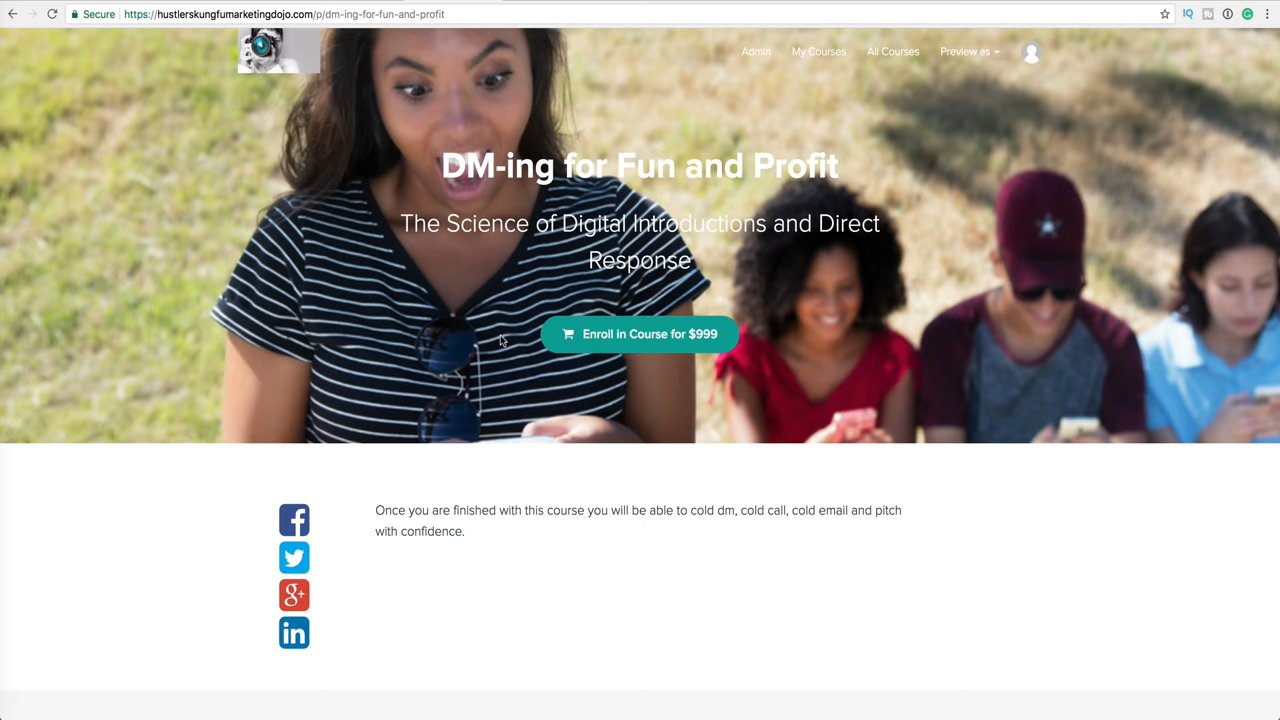 Secure
https://hustlerskungfumarketingdojo.com/p/dm-ing-for-fun-and-profit
Admin
My Courses
All Courses
Preview as
DM-ing for Fun and Profit
The Science of Digital Introductions and Direct
Response
Enroll in Course for $999
Once you are finished with this course you will be able to cold dm, cold call, cold email and pitch
with confidence.